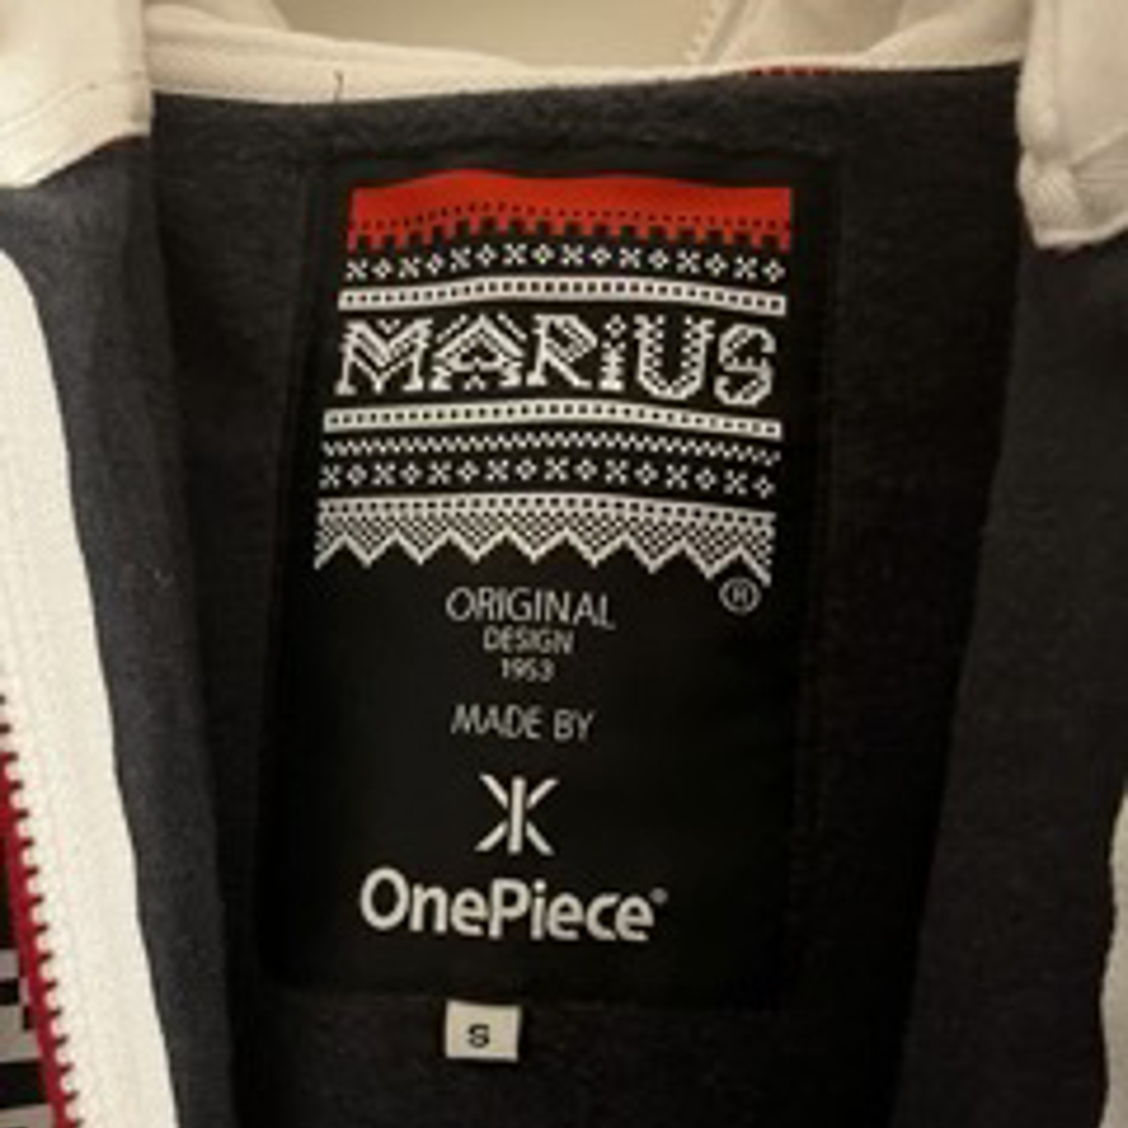 MARiUS
®
ORIGINAL
DESIGN
1953
MADE BY
OnePiece®
S